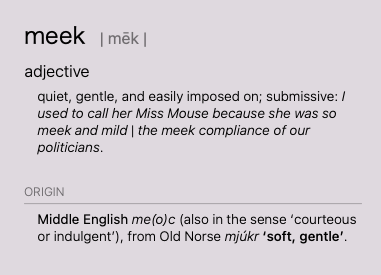 meek | mēk |
adjective
quiet, gentle, and easily imposed on; submissive: I
used to call her Miss Mouse because she was so
meek and mild | the meek compliance of our
politicians.
ORIGIN
Middle English me(o)c (also in the sense ‘courteous
or indulgent’), from Old Norse mjúkr ‘soft, gentle’.